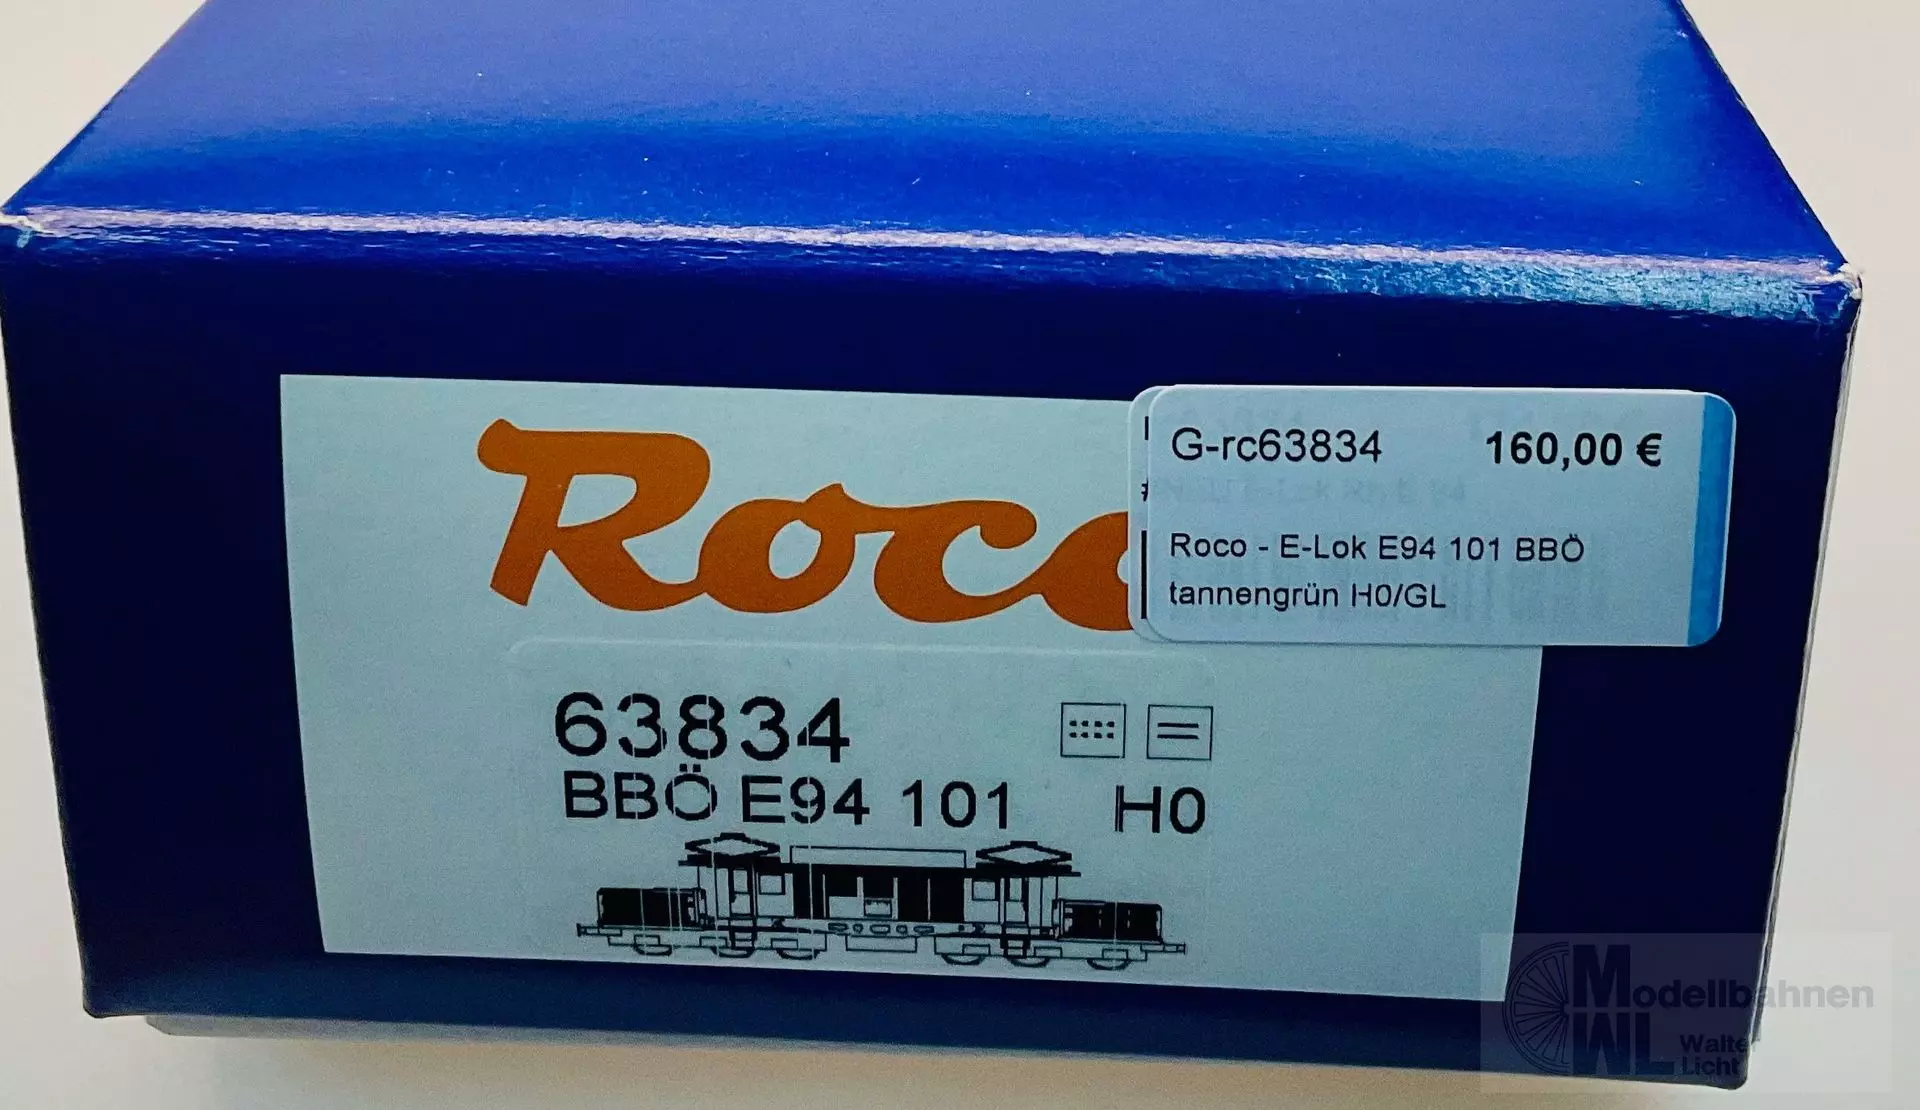 Roco
G-rc63834 160,00 €
Roco - E-Lok E94 101 BBÖ
tannengrün H0/GL
63834
BBÖ E94 101 H0
Modellbahnen
WL Walter
Licht